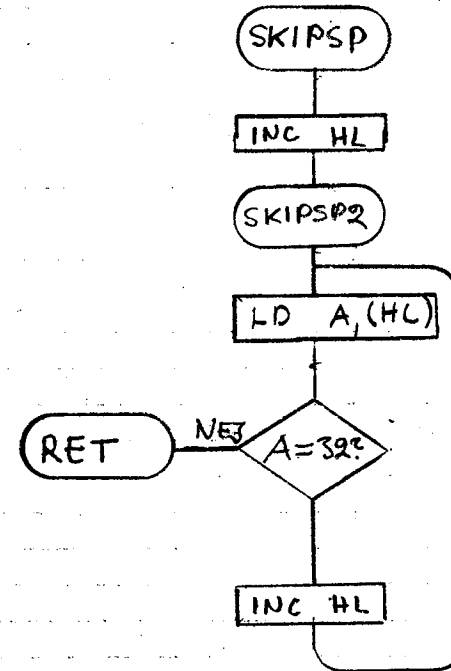 SKIPSP
INC HL
SKIPSP2
LD A,(HL)
A=32?
NEJ
RET
INC HL